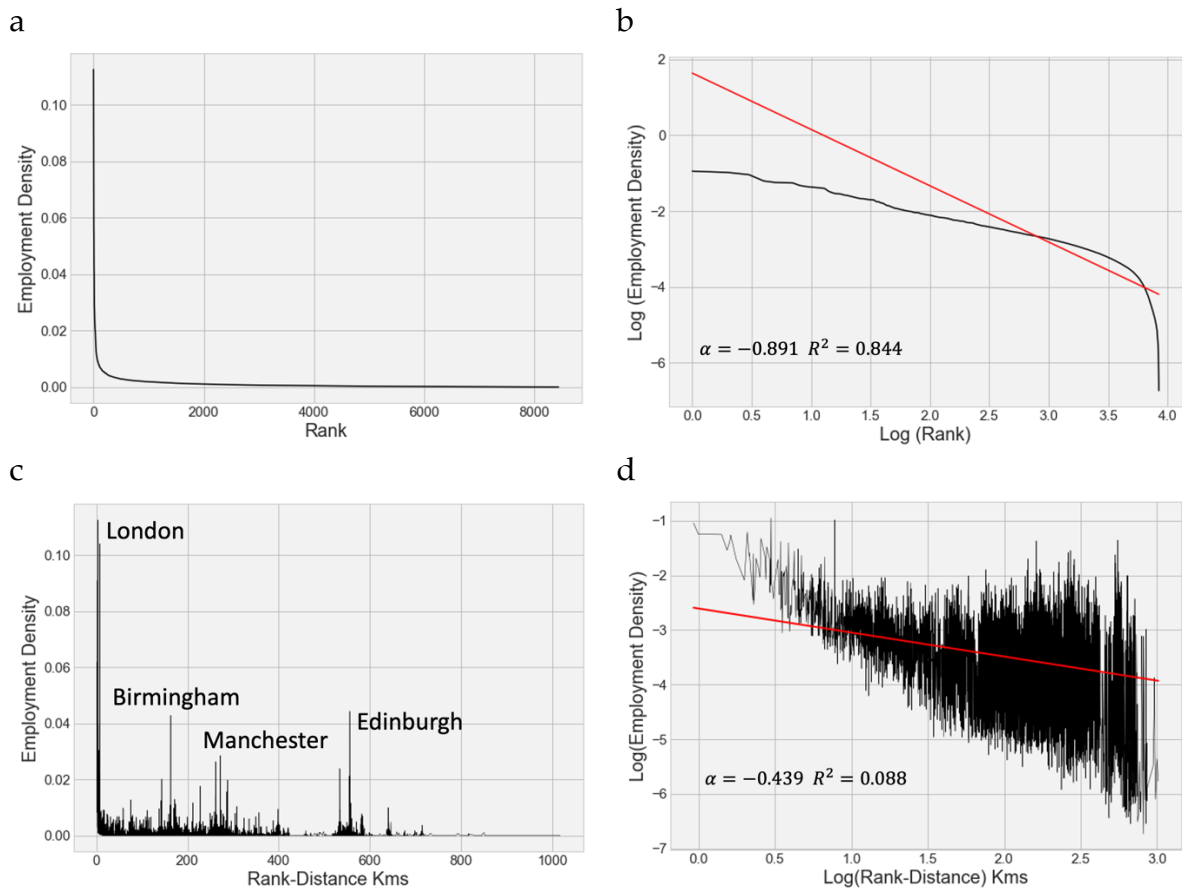 a
b
0.10
0.08
0.06
0.04
0.02
0.00
Employment Density
0
2000
4000
6000
8000
Rank
2
0
−2
−4
−6
Log (Employment Density)
α = −0.891 R² = 0.844
0.0
0.5
1.0
1.5
2.0
2.5
3.0
3.5
4.0
Log (Rank)
c
d
0.10
0.08
0.06
0.04
0.02
0.00
Employment Density
London
Birmingham
Manchester
Edinburgh
0
200
400
600
800
1000
Rank-Distance Kms
−1
−2
−3
−4
−5
−6
−7
Log(Employment Density)
α = −0.439 R² = 0.088
0.0
0.5
1.0
1.5
2.0
2.5
3.0
Log(Rank-Distance) Kms